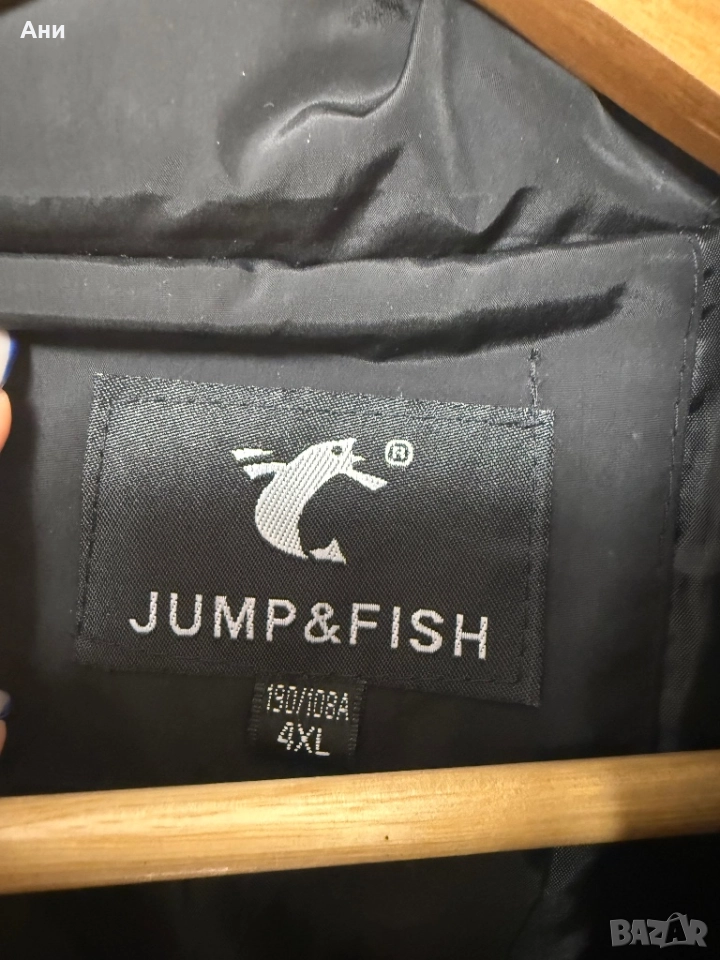 Ани
®
JUMP&FISH
190/108A
4XL
BAZAR